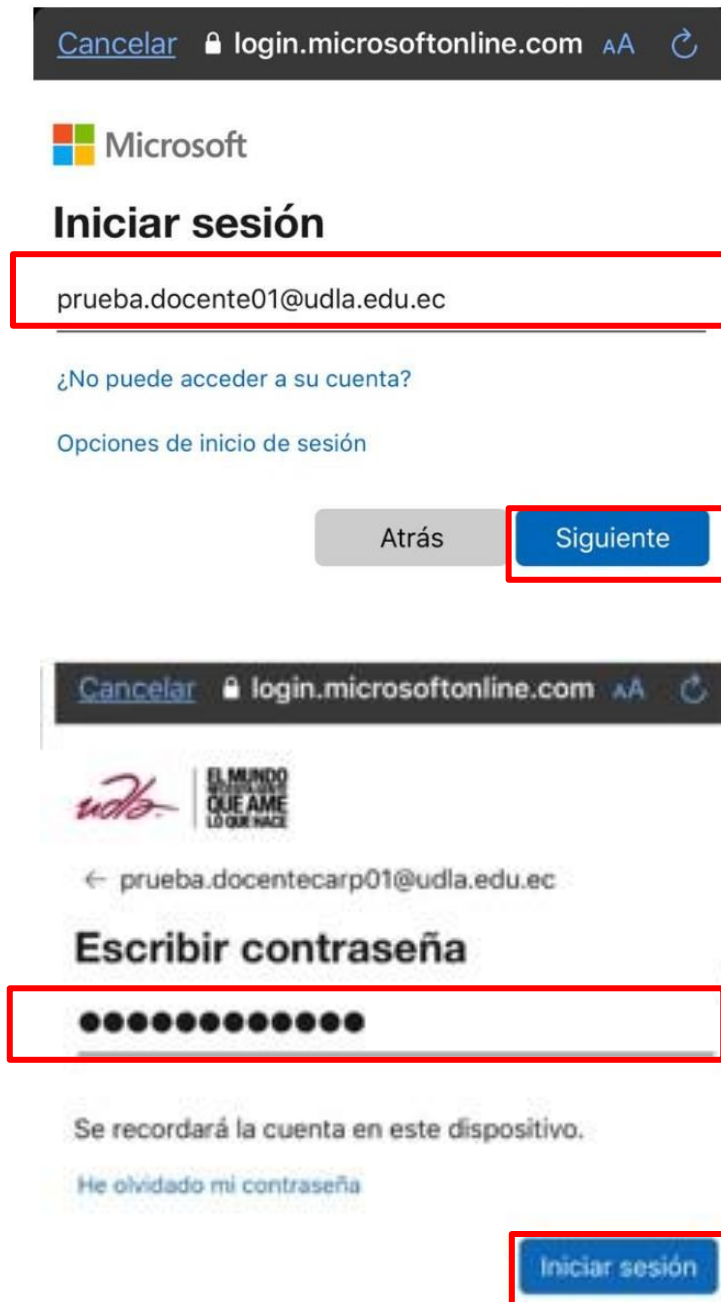 Cancelar login.microsoftonline.com AA
Microsoft
Iniciar sesión
prueba.docente01@udla.edu.ec
¿No puede acceder a su cuenta?
Opciones de inicio de sesión
Atrás Siguiente
Cancelar login.microsoftonline.com AA
udla-
EL MUNDO
NECESITA GENTE
QUE AME
LO QUE HACE
← prueba.docentecarp01@udla.edu.ec
Escribir contraseña
●●●●●●●●●●●●
Se recordará la cuenta en este dispositivo.
He olvidado mi contraseña
Iniciar sesión